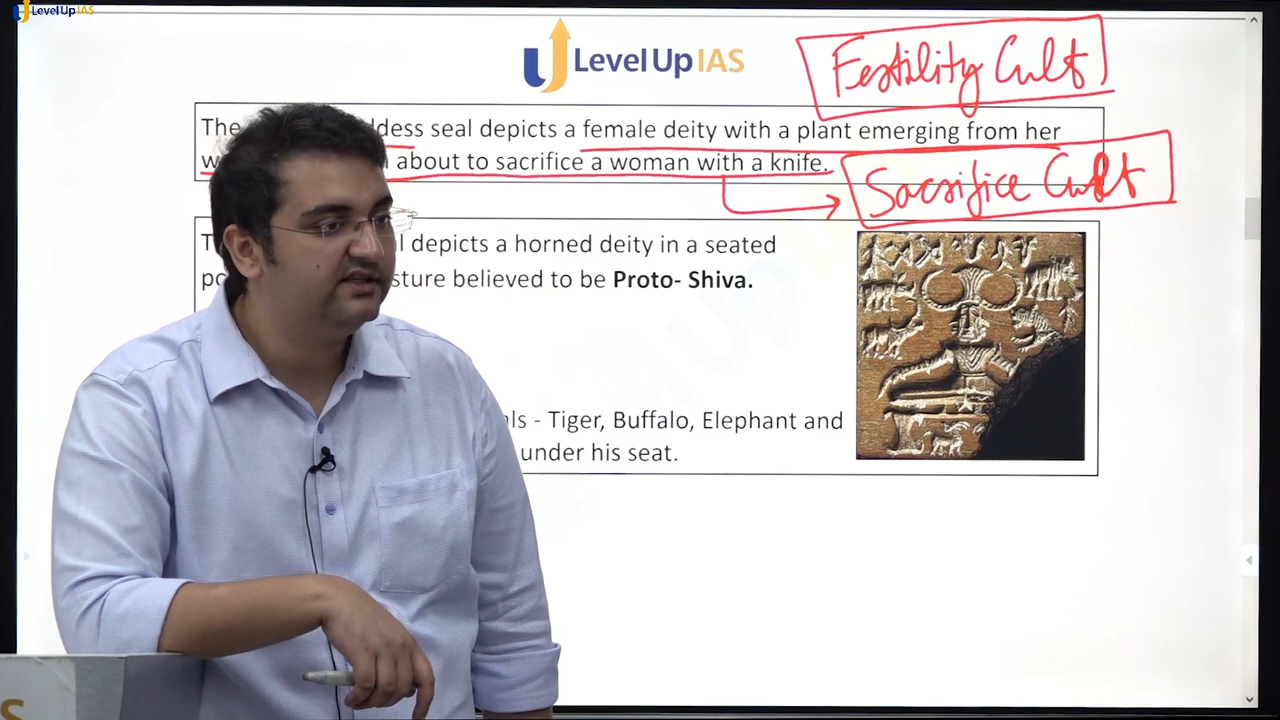 LevelUp IAS
Level Up IAS
Fertility Cult
The ddess seal depicts a female deity with a plant emerging from her
about to sacrifice a woman with a knife.
Sacrifice Cult
depicts a horned deity in a seated
sture believed to be Proto- Shiva.
- Tiger, Buffalo, Elephant and
under his seat.